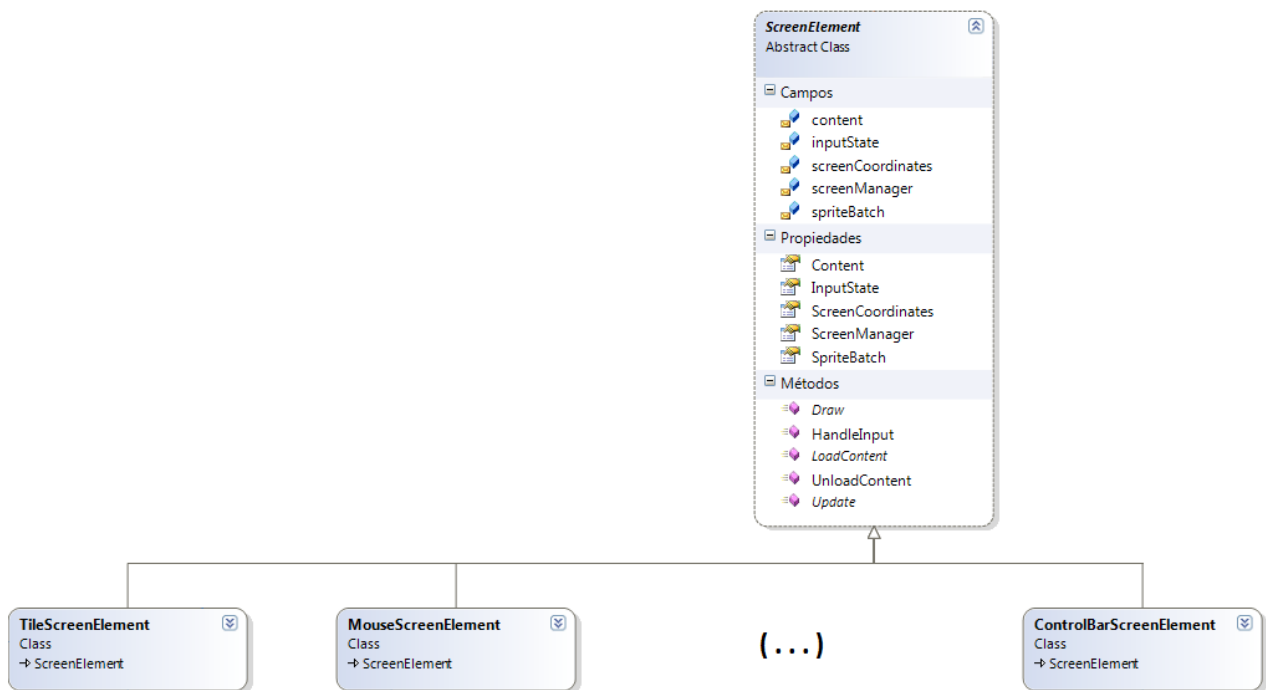 ScreenElement
Abstract Class
Campos
content
inputState
screenCoordinates
screenManager
spriteBatch
Propiedades
Content
InputState
ScreenCoordinates
ScreenManager
SpriteBatch
Métodos
Draw
HandleInput
LoadContent
UnloadContent
Update
TileScreenElement
Class
ScreenElement
MouseScreenElement
Class
ScreenElement
(...)
ControlBarScreenElement
Class
ScreenElement